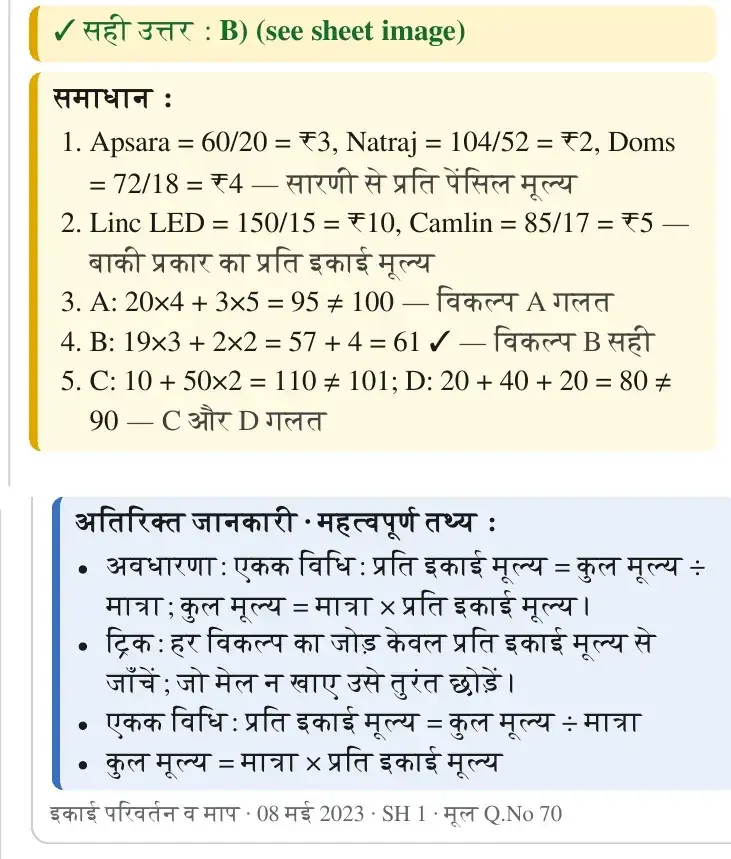 ✓ सही उत्तर : B) (see sheet image)
समाधान :
1. Apsara = 60/20 = ₹3, Natraj = 104/52 = ₹2, Doms
= 72/18 = ₹4 — सारणी से प्रति पेंसिल मूल्य
2. Linc LED = 150/15 = ₹10, Camlin = 85/17 = ₹5 —
बाकी प्रकार का प्रति इकाई मूल्य
3. A: 20×4 + 3×5 = 95 ≠ 100 — विकल्प A गलत
4. B: 19×3 + 2×2 = 57 + 4 = 61 ✓ — विकल्प B सही
5. C: 10 + 50×2 = 110 ≠ 101; D: 20 + 40 + 20 = 80 ≠
90 — C और D गलत
अतिरिक्त जानकारी · महत्वपूर्ण तथ्य :
• अवधारणा : एकक विधि : प्रति इकाई मूल्य = कुल मूल्य ÷
मात्रा ; कुल मूल्य = मात्रा × प्रति इकाई मूल्य ।
• ट्रिक : हर विकल्प का जोड़ केवल प्रति इकाई मूल्य से
जाँचें ; जो मेल न खाए उसे तुरंत छोड़ें ।
• एकक विधि : प्रति इकाई मूल्य = कुल मूल्य ÷ मात्रा
• कुल मूल्य = मात्रा × प्रति इकाई मूल्य
इकाई परिवर्तन व माप · 08 मई 2023 · SH 1 · मूल Q.No 70